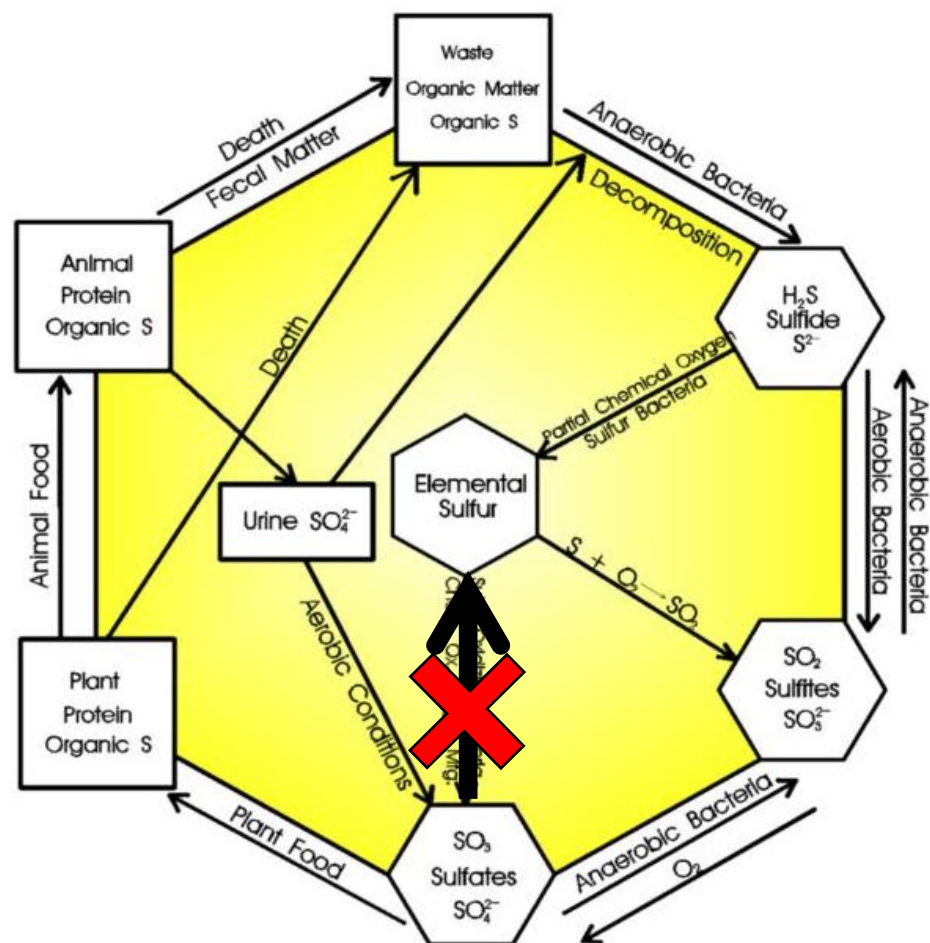 Waste
Organic Matter
Organic S
Death
Fecal Matter
Anaerobic Bacteria
Decomposition
Animal
Protein
Organic S
H₂S
Sulfide
S²⁻
Death
Partial Chemical Oxygen
Sulfur Bacteria
Elemental
Sulfur
Urine SO₄²⁻
Animal Food
Aerobic Bacteria
Anaerobic Bacteria
S + O₂→SO₂
Aerobic Conditions
Mfg.
Plant
Protein
Organic S
SO₂
Sulfites
SO₃²⁻
Plant Food
SO₃
Sulfates
SO₄²⁻
Anaerobic Bacteria
O₂